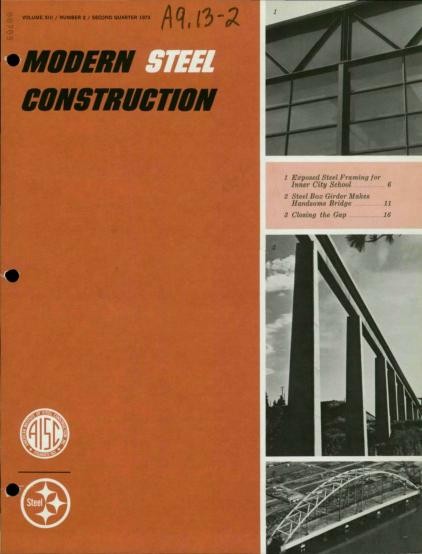 VOLUME XIII / NUMBER 2 / SECOND QUARTER 1973
A9.13-2
MODERN STEEL
CONSTRUCTION
1
1 Exposed Steel Framing for
Inner City School 6
2 Steel Box Girder Makes
Handsome Bridge 11
3 Closing the Gap 16
2
AISC
Steel